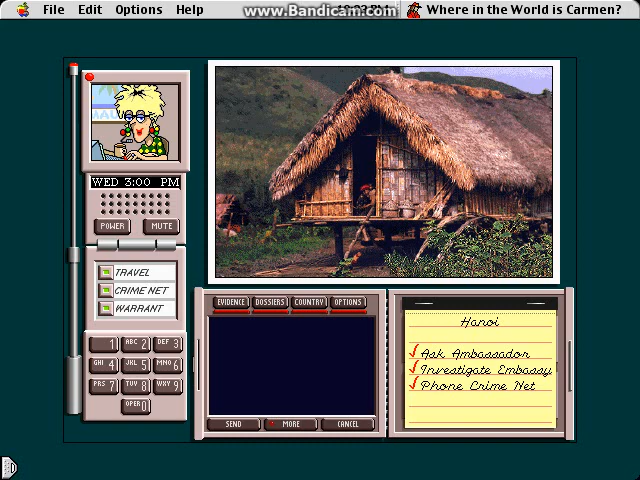 File Edit Options Help
www.Bandicam.com
Where in the World is Carmen?
WED 3:00 PM
POWER MUTE
TRAVEL
CRIME NET
WARRANT
1 ABC 2 DEF 3
GHI 4 JKL 5 MNO 6
PRS 7 TUV 8 WXY 9
OPER 0
EVIDENCE DOSSIERS COUNTRY OPTIONS
SEND MORE CANCEL
Hanoi
Ask Ambassador
Investigate Embassy
Phone Crime Net